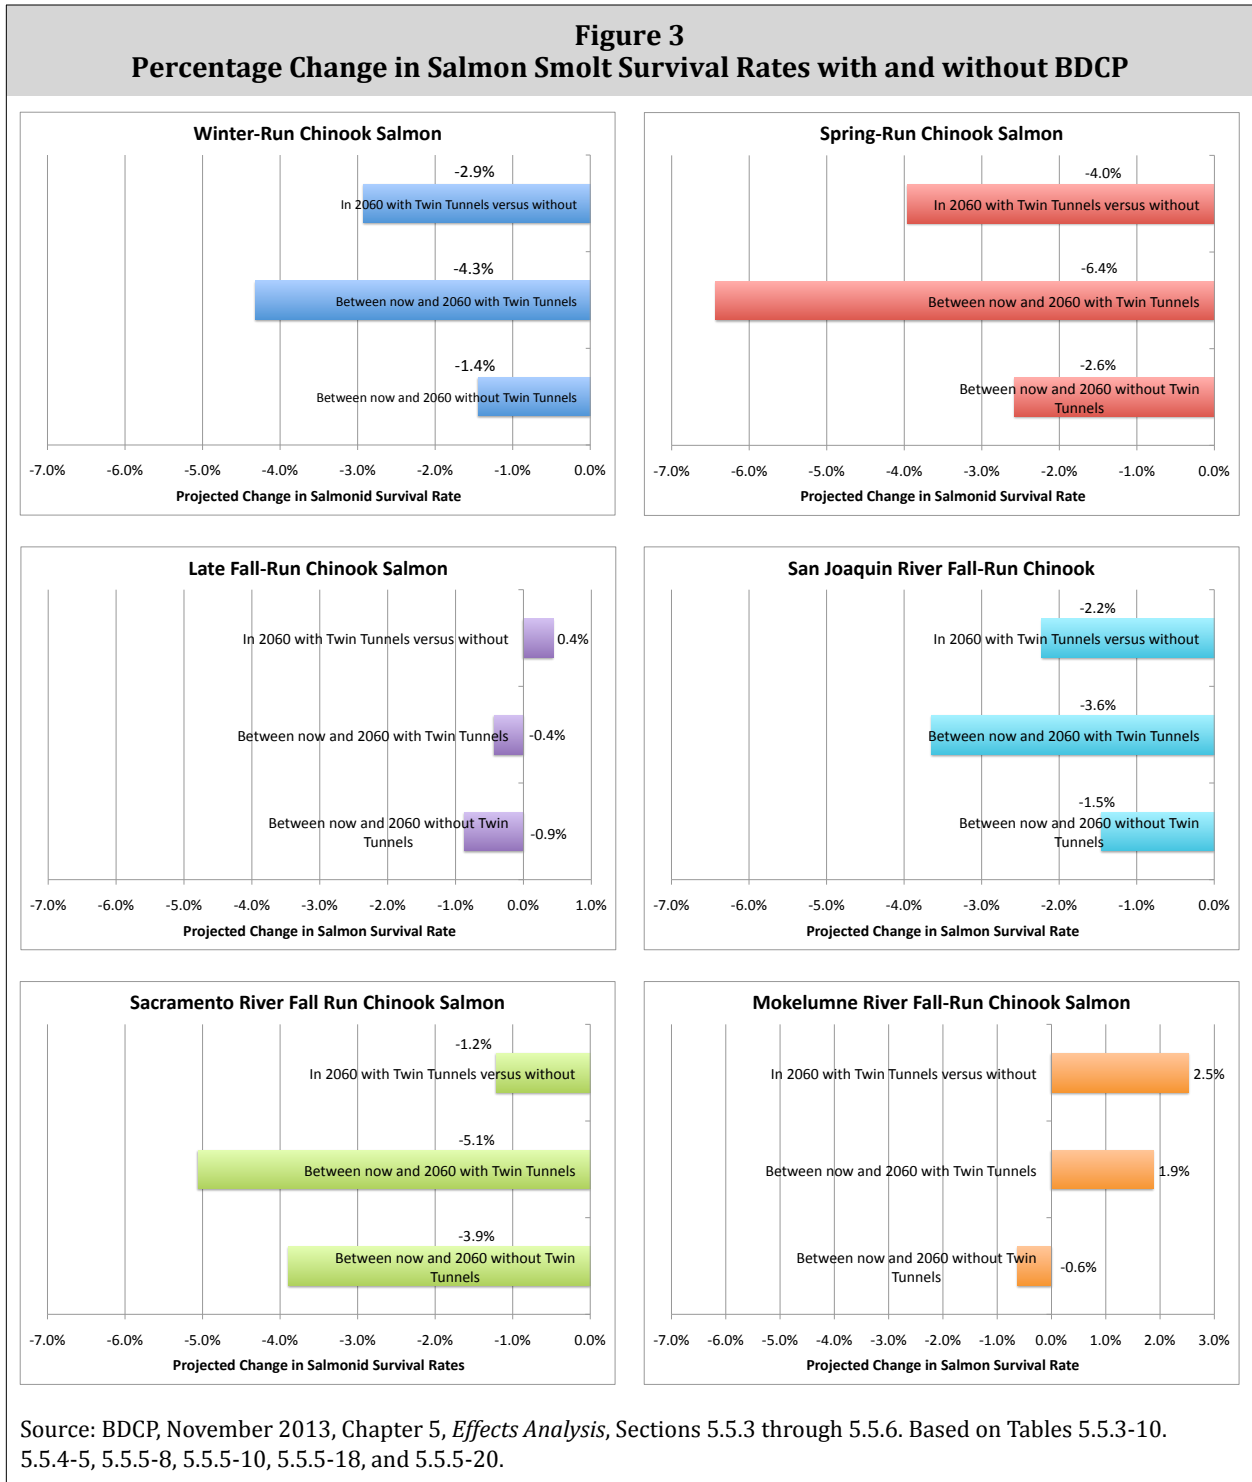 Figure 3
Percentage Change in Salmon Smolt Survival Rates with and without BDCP
Winter-Run Chinook Salmon
-2.9%
In 2060 with Twin Tunnels versus without
-4.3%
Between now and 2060 with Twin Tunnels
-1.4%
Between now and 2060 without Twin Tunnels
-7.0% -6.0% -5.0% -4.0% -3.0% -2.0% -1.0% 0.0%
Projected Change in Salmonid Survival Rate
Spring-Run Chinook Salmon
-4.0%
In 2060 with Twin Tunnels versus without
-6.4%
Between now and 2060 with Twin Tunnels
-2.6%
Between now and 2060 without Twin
Tunnels
-7.0% -6.0% -5.0% -4.0% -3.0% -2.0% -1.0% 0.0%
Projected Change in Salmonid Survival Rate
Late Fall-Run Chinook Salmon
In 2060 with Twin Tunnels versus without 0.4%
Between now and 2060 with Twin Tunnels -0.4%
Between now and 2060 without Twin
Tunnels -0.9%
-7.0% -6.0% -5.0% -4.0% -3.0% -2.0% -1.0% 0.0% 1.0%
Projected Change in Salmon Survival Rate
San Joaquin River Fall-Run Chinook
-2.2%
In 2060 with Twin Tunnels versus without
-3.6%
Between now and 2060 with Twin Tunnels
-1.5%
Between now and 2060 without Twin
Tunnels
-7.0% -6.0% -5.0% -4.0% -3.0% -2.0% -1.0% 0.0%
Projected Change in Salmon Survival Rate
Sacramento River Fall Run Chinook Salmon
-1.2%
In 2060 with Twin Tunnels versus without
-5.1%
Between now and 2060 with Twin Tunnels
-3.9%
Between now and 2060 without Twin
Tunnels
-7.0% -6.0% -5.0% -4.0% -3.0% -2.0% -1.0% 0.0%
Projected Change in Salmonid Survival Rates
Mokelumne River Fall-Run Chinook Salmon
In 2060 with Twin Tunnels versus without 2.5%
Between now and 2060 with Twin Tunnels 1.9%
Between now and 2060 without Twin
Tunnels -0.6%
-7.0% -6.0% -5.0% -4.0% -3.0% -2.0% -1.0% 0.0% 1.0% 2.0% 3.0%
Projected Change in Salmon Survival Rate
Source: BDCP, November 2013, Chapter 5, Effects Analysis, Sections 5.5.3 through 5.5.6. Based on Tables 5.5.3-10.
5.5.4-5, 5.5.5-8, 5.5.5-10, 5.5.5-18, and 5.5.5-20.